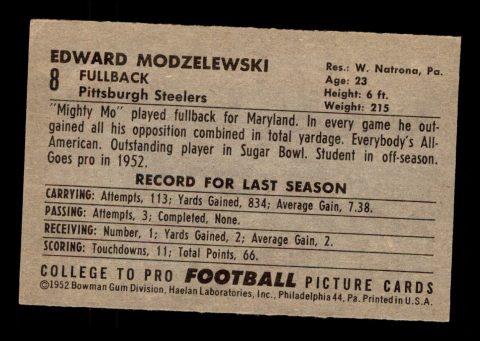 EDWARD MODZELEWSKI
8 FULLBACK
Pittsburgh Steelers
Res.: W. Natrona, Pa.
Age: 23
Height: 6 ft.
Weight: 215
"Mighty Mo" played fullback for Maryland. In every game he out-
gained all his opposition combined in total yardage. Everybody's All-
American. Outstanding player in Sugar Bowl. Student in off-season.
Goes pro in 1952.
RECORD FOR LAST SEASON
CARRYING: Attempts, 113; Yards Gained, 834; Average Gain, 7.38.
PASSING: Attempts, 3; Completed, None.
RECEIVING: Number, 1; Yards Gained, 2; Average Gain, 2.
SCORING: Touchdowns, 11; Total Points, 66.
COLLEGE TO PRO FOOTBALL PICTURE CARDS
©1952 Bowman Gum Division, Haelan Laboratories, Inc., Philadelphia 44, Pa. Printed in U.S.A.